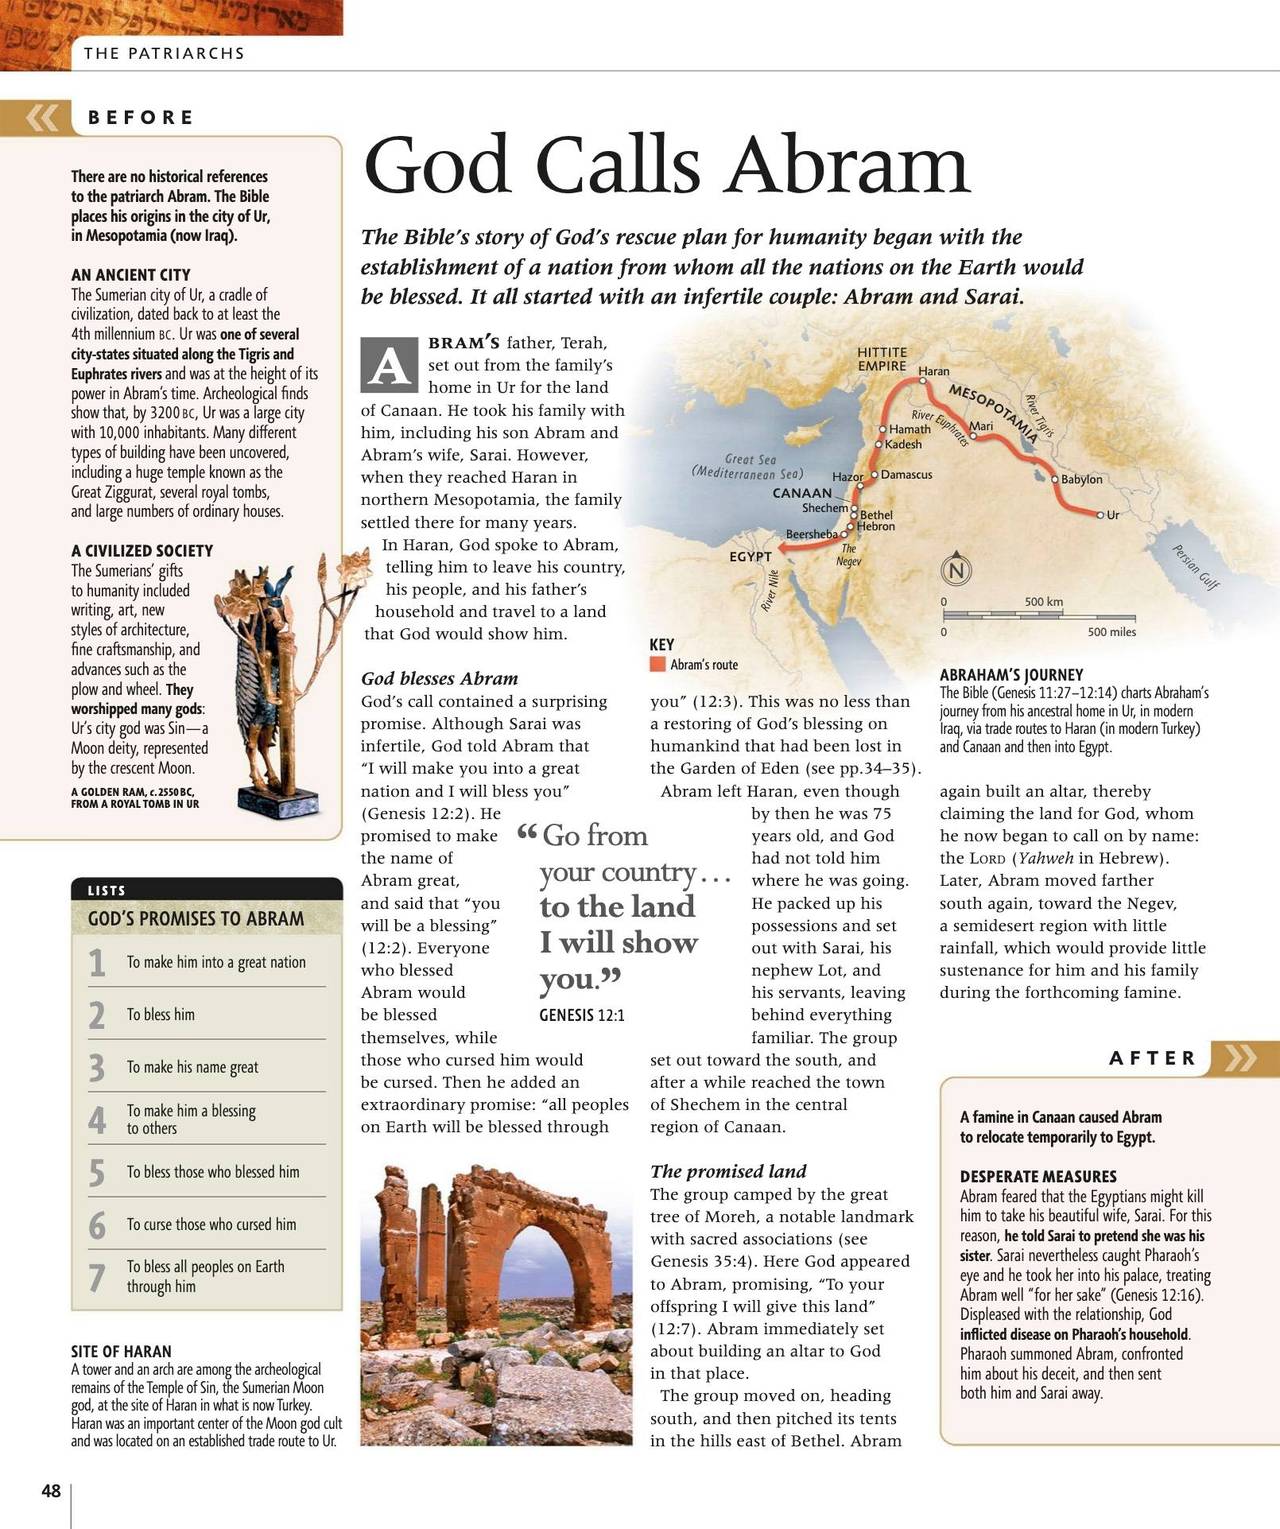 THE PATRIARCHS
BEFORE
There are no historical references
to the patriarch Abram. The Bible
places his origins in the city of Ur,
in Mesopotamia (now Iraq).
AN ANCIENT CITY
The Sumerian city of Ur, a cradle of
civilization, dated back to at least the
4th millennium BC. Ur was one of several
city-states situated along the Tigris and
Euphrates rivers and was at the height of its
power in Abram's time. Archeological finds
show that, by 3200 BC, Ur was a large city
with 10,000 inhabitants. Many different
types of building have been uncovered,
including a huge temple known as the
Great Ziggurat, several royal tombs,
and large numbers of ordinary houses.
A CIVILIZED SOCIETY
The Sumerians' gifts
to humanity included
writing, art, new
styles of architecture,
fine craftsmanship, and
advances such as the
plow and wheel. They
worshipped many gods:
Ur's city god was Sin—a
Moon deity, represented
by the crescent Moon.
A GOLDEN RAM, c.2550 BC,
FROM A ROYAL TOMB IN UR
LISTS
GOD'S PROMISES TO ABRAM
1 To make him into a great nation
2 To bless him
3 To make his name great
4 To make him a blessing
to others
5 To bless those who blessed him
6 To curse those who cursed him
7 To bless all peoples on Earth
through him
SITE OF HARAN
A tower and an arch are among the archeological
remains of the Temple of Sin, the Sumerian Moon
god, at the site of Haran in what is now Turkey.
Haran was an important center of the Moon god cult
and was located on an established trade route to Ur.
48
God Calls Abram
The Bible's story of God's rescue plan for humanity began with the
establishment of a nation from whom all the nations on the Earth would
be blessed. It all started with an infertile couple: Abram and Sarai.
ABRAM'S father, Terah,
set out from the family's
home in Ur for the land
of Canaan. He took his family with
him, including his son Abram and
Abram's wife, Sarai. However,
when they reached Haran in
northern Mesopotamia, the family
settled there for many years.
In Haran, God spoke to Abram,
telling him to leave his country,
his people, and his father's
household and travel to a land
that God would show him.
God blesses Abram
God's call contained a surprising
promise. Although Sarai was
infertile, God told Abram that
“I will make you into a great
nation and I will bless you”
(Genesis 12:2). He
promised to make
the name of
Abram great,
and said that “you
will be a blessing”
(12:2). Everyone
who blessed
Abram would
be blessed
themselves, while
those who cursed him would
be cursed. Then he added an
extraordinary promise: “all peoples
on Earth will be blessed through
“Go from
your country...
to the land
I will show
you.”
GENESIS 12:1
HITTITE
EMPIRE
Haran
MESOPOTAMIA
River Tigris
River Euphrates
Mari
Hamath
Kadesh
Great Sea
(Mediterranean Sea)
Hazor
Damascus
Babylon
CANAAN
Shechem
Bethel
Ur
Hebron
Beersheba
EGYPT
The
Negev
River Nile
Persian Gulf
N
0 500 km
0 500 miles
KEY
Abram's route
ABRAHAM'S JOURNEY
The Bible (Genesis 11:27–12:14) charts Abraham's
journey from his ancestral home in Ur, in modern
Iraq, via trade routes to Haran (in modern Turkey)
and Canaan and then into Egypt.
you” (12:3). This was no less than
a restoring of God's blessing on
humankind that had been lost in
the Garden of Eden (see pp.34–35).
Abram left Haran, even though
by then he was 75
years old, and God
had not told him
where he was going.
He packed up his
possessions and set
out with Sarai, his
nephew Lot, and
his servants, leaving
behind everything
familiar. The group
set out toward the south, and
after a while reached the town
of Shechem in the central
region of Canaan.
The promised land
The group camped by the great
tree of Moreh, a notable landmark
with sacred associations (see
Genesis 35:4). Here God appeared
to Abram, promising, “To your
offspring I will give this land”
(12:7). Abram immediately set
about building an altar to God
in that place.
The group moved on, heading
south, and then pitched its tents
in the hills east of Bethel. Abram
again built an altar, thereby
claiming the land for God, whom
he now began to call on by name:
the LORD (Yahweh in Hebrew).
Later, Abram moved farther
south again, toward the Negev,
a semidesert region with little
rainfall, which would provide little
sustenance for him and his family
during the forthcoming famine.
AFTER
A famine in Canaan caused Abram
to relocate temporarily to Egypt.
DESPERATE MEASURES
Abram feared that the Egyptians might kill
him to take his beautiful wife, Sarai. For this
reason, he told Sarai to pretend she was his
sister. Sarai nevertheless caught Pharaoh's
eye and he took her into his palace, treating
Abram well “for her sake” (Genesis 12:16).
Displeased with the relationship, God
inflicted disease on Pharaoh's household.
Pharaoh summoned Abram, confronted
him about his deceit, and then sent
both him and Sarai away.